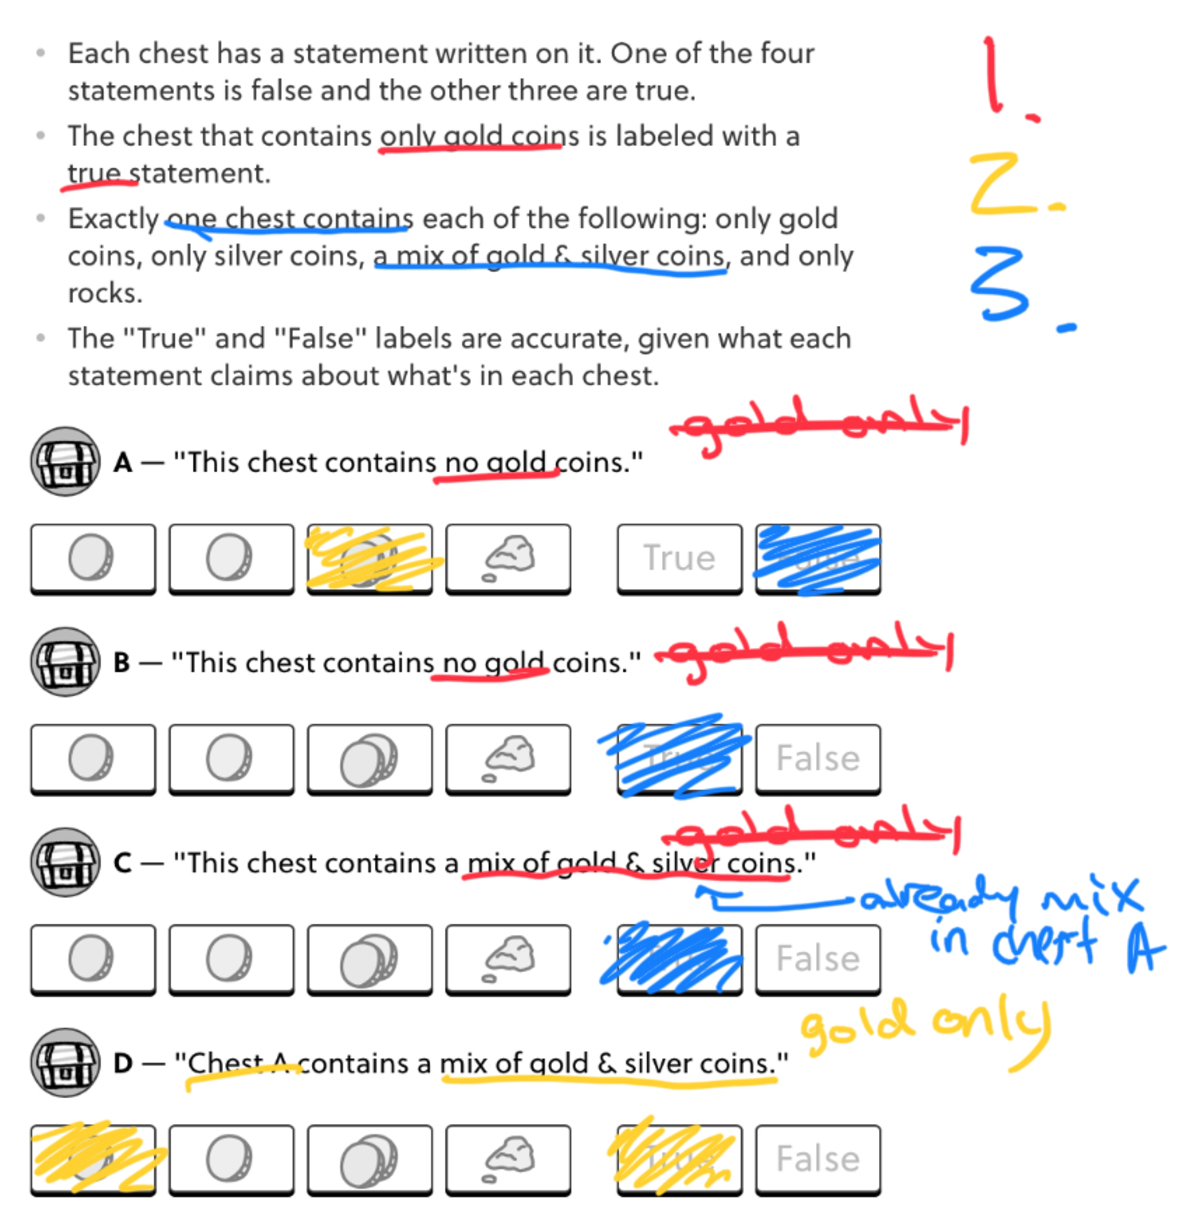 Each chest has a statement written on it. One of the four
statements is false and the other three are true.
The chest that contains only gold coins is labeled with a
true statement.
Exactly one chest contains each of the following: only gold
coins, only silver coins, a mix of gold & silver coins, and only
rocks.
The "True" and "False" labels are accurate, given what each
statement claims about what's in each chest.
1.
2.
3.
gold only
A — "This chest contains no gold coins."
True
B — "This chest contains no gold coins."
gold only
True False
gold only
C — "This chest contains a mix of gold & silver coins."
already mix
in chest A
False
gold only
D — "Chest A contains a mix of gold & silver coins."
True False